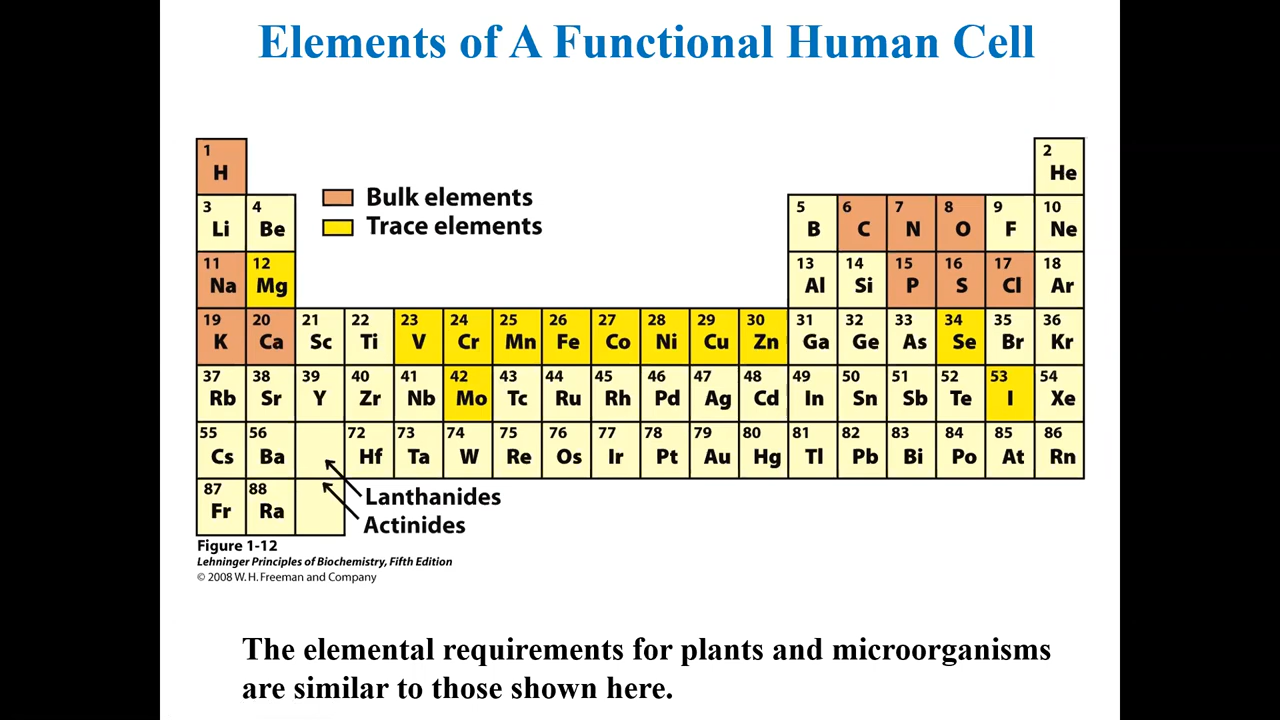 Elements of A Functional Human Cell
1 2
H He
Bulk elements
Trace elements
3 4 5 6 7 8 9 10
Li Be B C N O F Ne
11 12 13 14 15 16 17 18
Na Mg Al Si P S Cl Ar
19 20 21 22 23 24 25 26 27 28 29 30 31 32 33 34 35 36
K Ca Sc Ti V Cr Mn Fe Co Ni Cu Zn Ga Ge As Se Br Kr
37 38 39 40 41 42 43 44 45 46 47 48 49 50 51 52 53 54
Rb Sr Y Zr Nb Mo Tc Ru Rh Pd Ag Cd In Sn Sb Te I Xe
55 56 72 73 74 75 76 77 78 79 80 81 82 83 84 85 86
Cs Ba Hf Ta W Re Os Ir Pt Au Hg Tl Pb Bi Po At Rn
87 88
Fr Ra
Lanthanides
Actinides
Figure 1-12
Lehninger Principles of Biochemistry, Fifth Edition
© 2008 W. H. Freeman and Company
The elemental requirements for plants and microorganisms
are similar to those shown here.